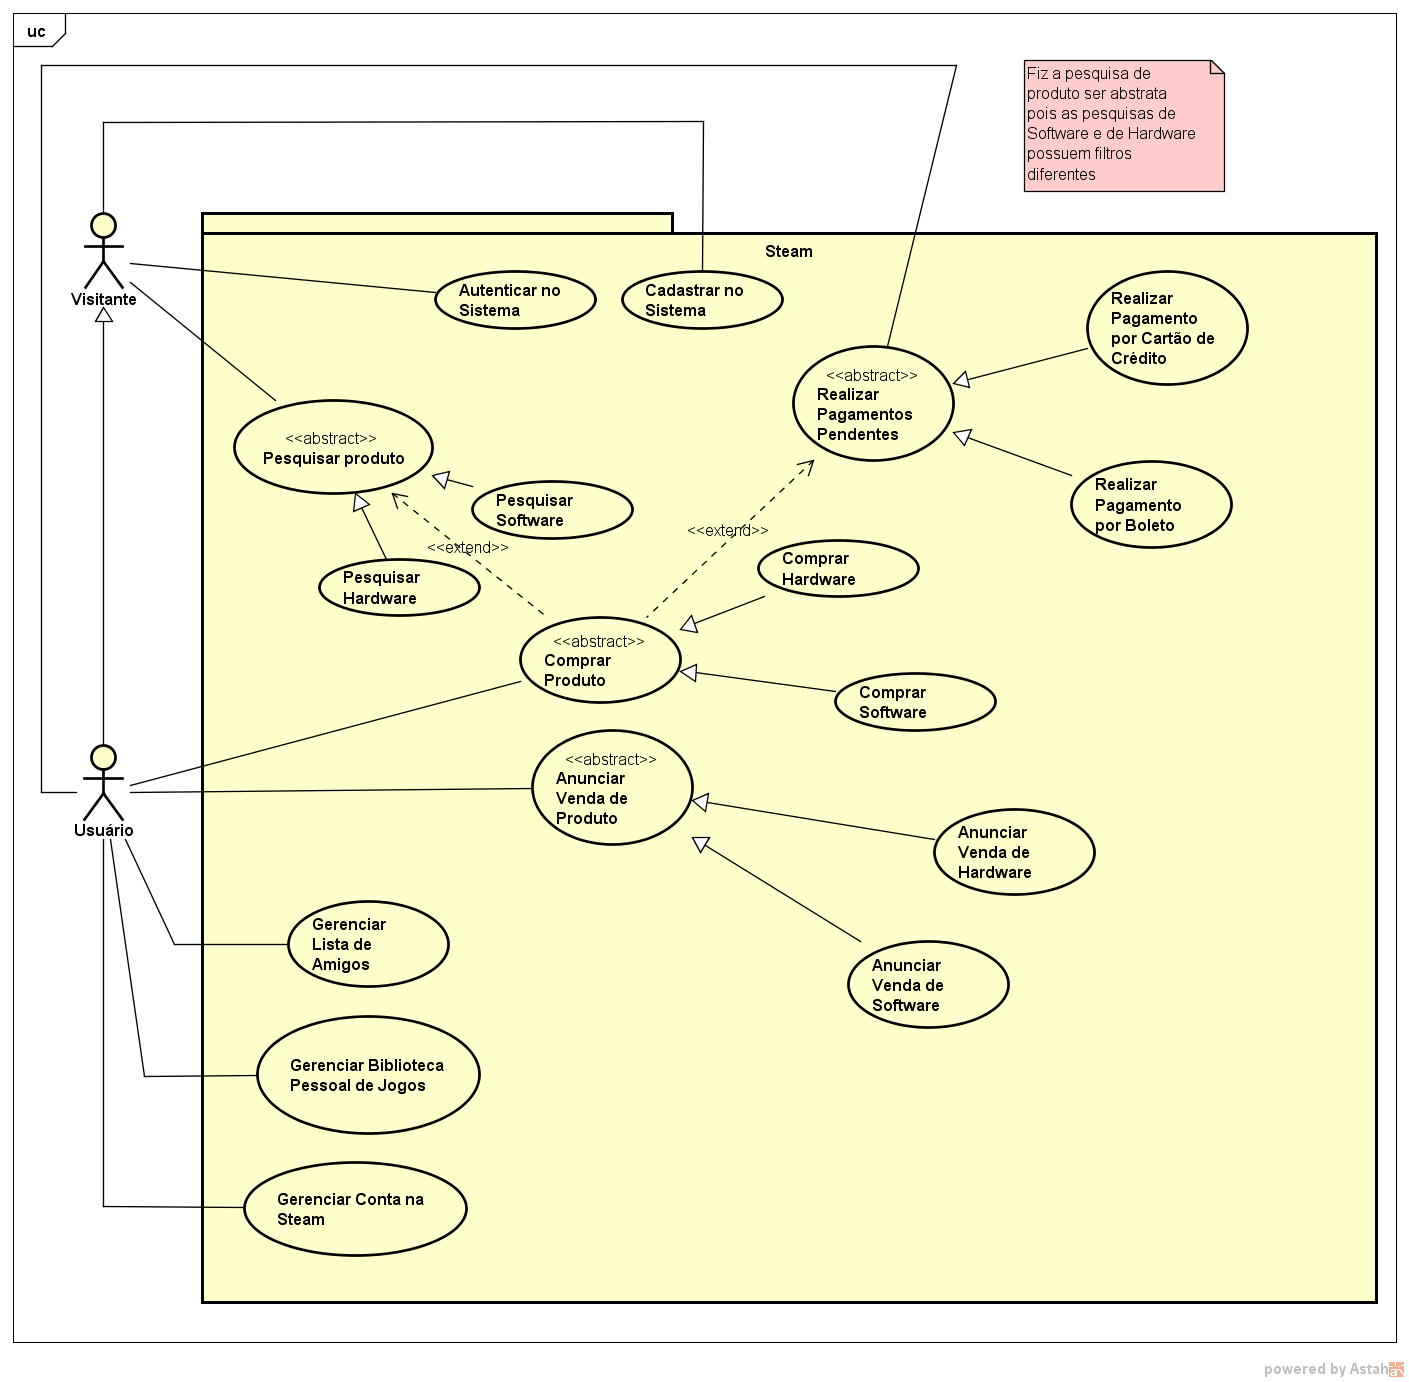 uc
Fiz a pesquisa de
produto ser abstrata
pois as pesquisas de
Software e de Hardware
possuem filtros
diferentes
Steam
Visitante
Autenticar no
Sistema
Cadastrar no
Sistema
Realizar
Pagamento
por Cartão de
Crédito
<<abstract>>
Realizar
Pagamentos
Pendentes
<<abstract>>
Pesquisar produto
Pesquisar
Software
Realizar
Pagamento
por Boleto
<<extend>>
<<extend>>
Pesquisar
Hardware
Comprar
Hardware
<<abstract>>
Comprar
Produto
Comprar
Software
<<abstract>>
Anunciar
Venda de
Produto
Usuário
Anunciar
Venda de
Hardware
Gerenciar
Lista de
Amigos
Anunciar
Venda de
Software
Gerenciar Biblioteca
Pessoal de Jogos
Gerenciar Conta na
Steam
powered by Astah